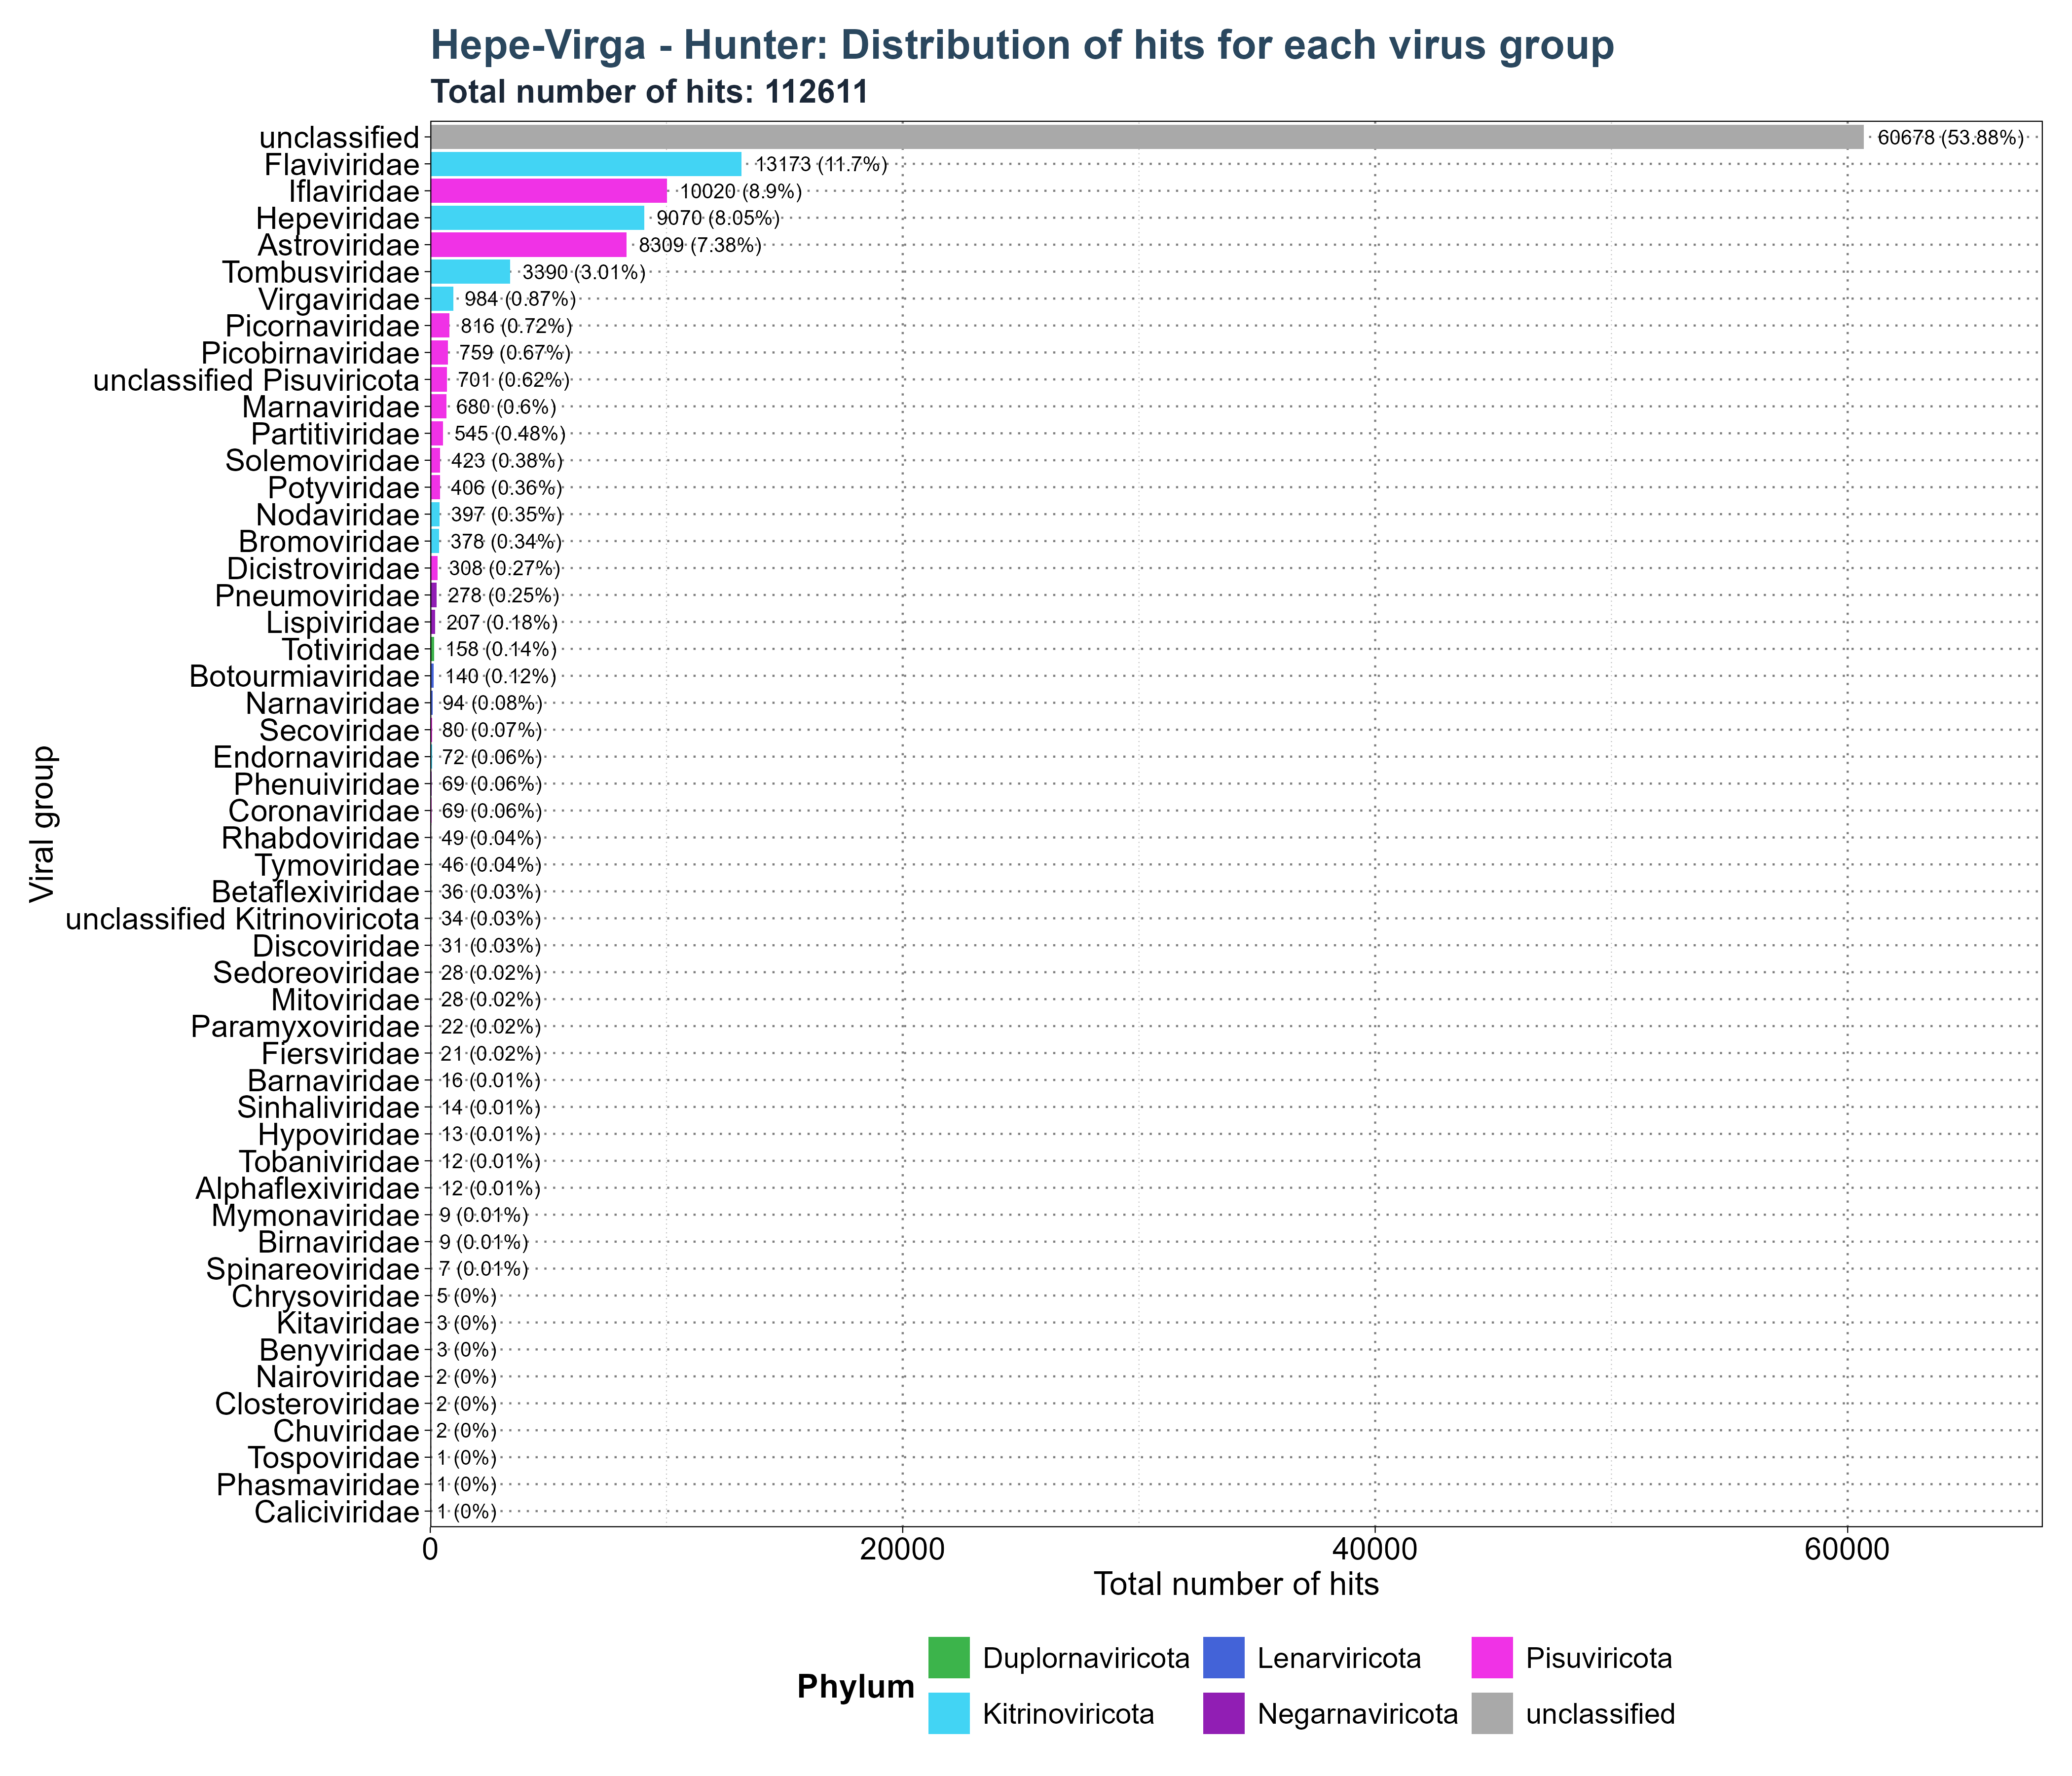 Hepe-Virga - Hunter: Distribution of hits for each virus group
Total number of hits: 112611
unclassified 60678 (53.88%)
Flaviviridae 13173 (11.7%)
Iflaviridae 10020 (8.9%)
Hepeviridae 9070 (8.05%)
Astroviridae 8309 (7.38%)
Tombusviridae 3390 (3.01%)
Virgaviridae 984 (0.87%)
Picornaviridae 816 (0.72%)
Picobirnaviridae 759 (0.67%)
unclassified Pisuviricota 701 (0.62%)
Marnaviridae 680 (0.6%)
Partitiviridae 545 (0.48%)
Solemoviridae 423 (0.38%)
Potyviridae 406 (0.36%)
Nodaviridae 397 (0.35%)
Bromoviridae 378 (0.34%)
Dicistroviridae 308 (0.27%)
Pneumoviridae 278 (0.25%)
Lispiviridae 207 (0.18%)
Totiviridae 158 (0.14%)
Botourmiaviridae 140 (0.12%)
Narnaviridae 94 (0.08%)
Secoviridae 80 (0.07%)
Endornaviridae 72 (0.06%)
Phenuiviridae 69 (0.06%)
Coronaviridae 69 (0.06%)
Rhabdoviridae 49 (0.04%)
Tymoviridae 46 (0.04%)
Betaflexiviridae 36 (0.03%)
unclassified Kitrinoviricota 34 (0.03%)
Discoviridae 31 (0.03%)
Sedoreoviridae 28 (0.02%)
Mitoviridae 28 (0.02%)
Paramyxoviridae 22 (0.02%)
Fiersviridae 21 (0.02%)
Barnaviridae 16 (0.01%)
Sinhaliviridae 14 (0.01%)
Hypoviridae 13 (0.01%)
Tobaniviridae 12 (0.01%)
Alphaflexiviridae 12 (0.01%)
Mymonaviridae 9 (0.01%)
Birnaviridae 9 (0.01%)
Spinareoviridae 7 (0.01%)
Chrysoviridae 5 (0%)
Kitaviridae 3 (0%)
Benyviridae 3 (0%)
Nairoviridae 2 (0%)
Closteroviridae 2 (0%)
Chuviridae 2 (0%)
Tospoviridae 1 (0%)
Phasmaviridae 1 (0%)
Caliciviridae 1 (0%)
Viral group
0 20000 40000 60000
Total number of hits
Phylum
Duplornaviricota Lenarviricota Pisuviricota
Kitrinoviricota Negarnaviricota unclassified